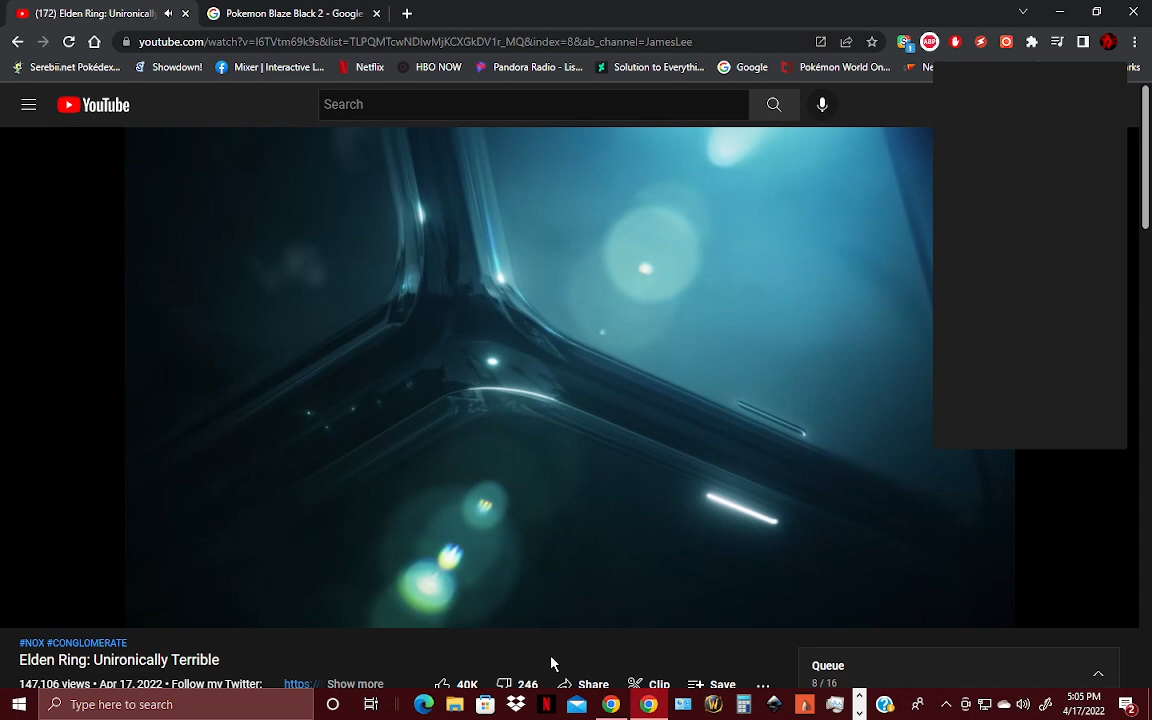 (172) Elden Ring: Unironically
Pokemon Blaze Black 2 - Google
youtube.com/watch?v=I6TVtm69k9s&list=TLPQMTcwNDIwMjKCXGkDV1r_MQ&index=8&ab_channel=JamesLee
Serebii.net Pokédex...
Showdown!
Mixer | Interactive L...
Netflix
HBO NOW
Pandora Radio - Lis...
Solution to Everythi...
Google
Pokémon World On...
YouTube
Search
#NOX #CONGLOMERATE
Elden Ring: Unironically Terrible
147,106 views • Apr 17, 2022 • Follow my Twitter: https:// Show more
40K
246
Share
Clip
Save
Queue
8 / 16
Type here to search
5:05 PM
4/17/2022
2